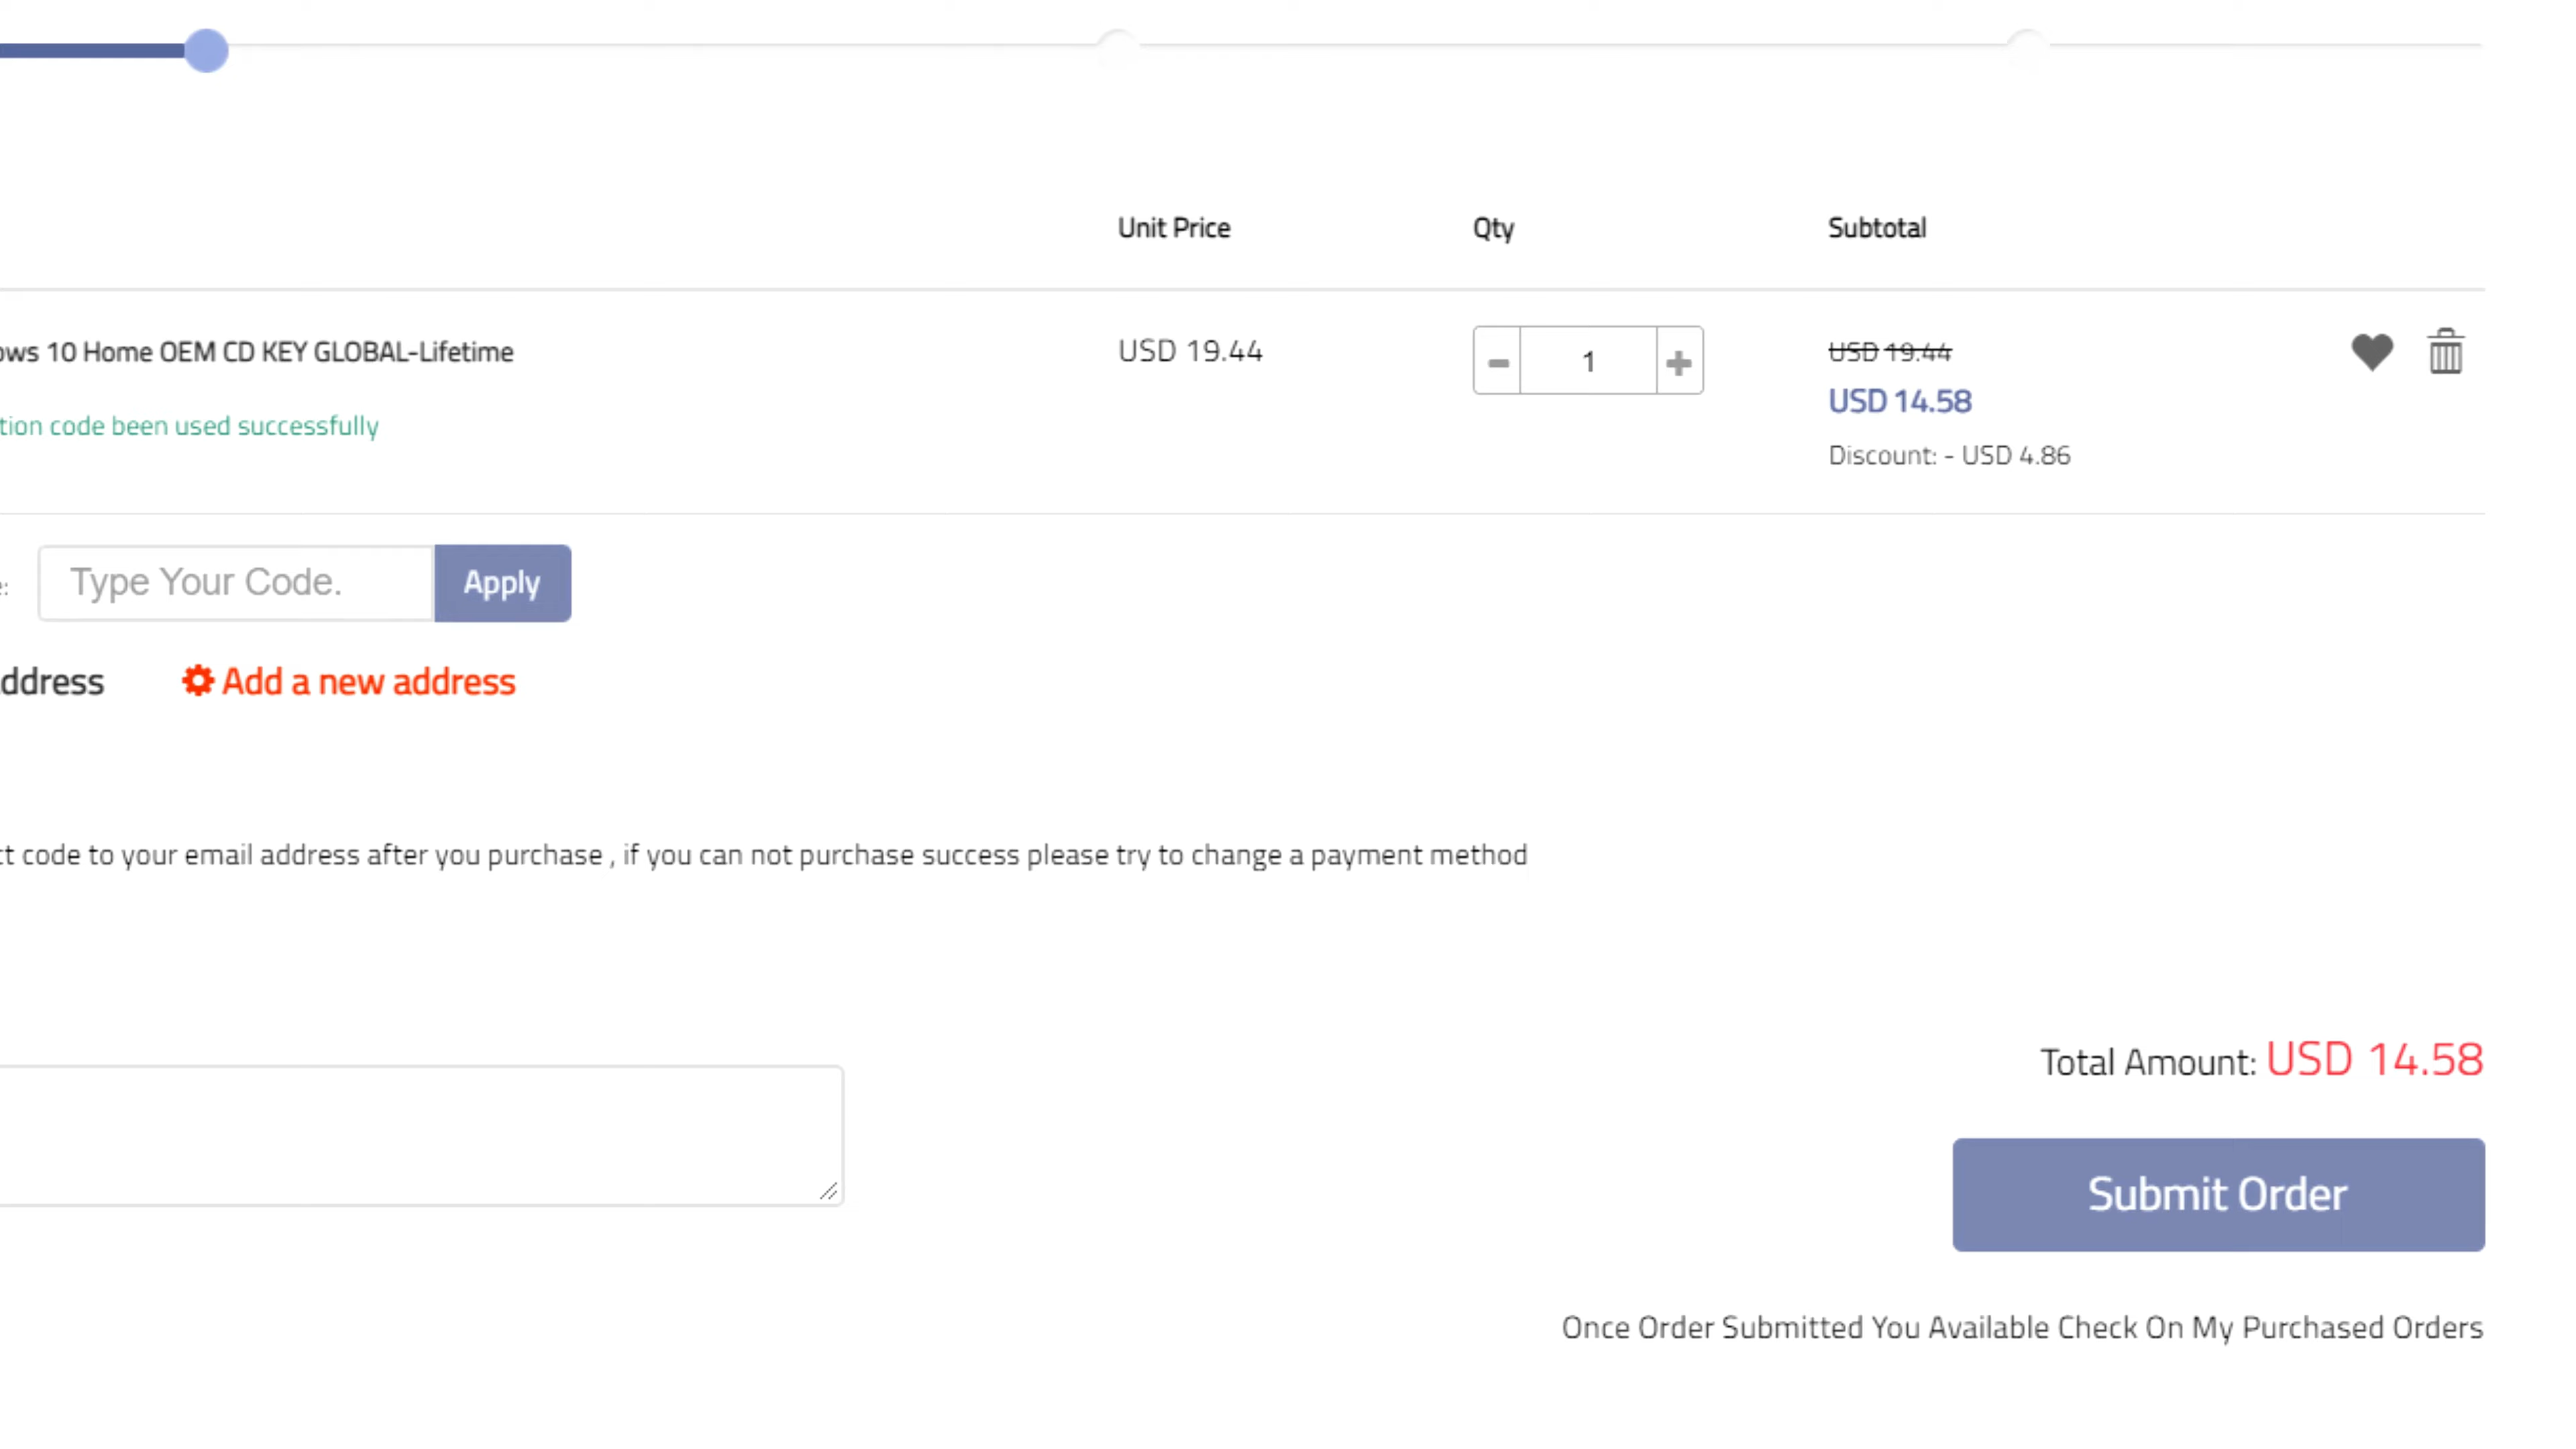 Unit Price Qty Subtotal
ows 10 Home OEM CD KEY GLOBAL-Lifetime USD 19.44 1 USD 19.44
USD 14.58
tion code been used successfully
Discount: - USD 4.86
e: Type Your Code. Apply
ddress Add a new address
ct code to your email address after you purchase , if you can not purchase success please try to change a payment method
Total Amount: USD 14.58
Submit Order
Once Order Submitted You Available Check On My Purchased Orders